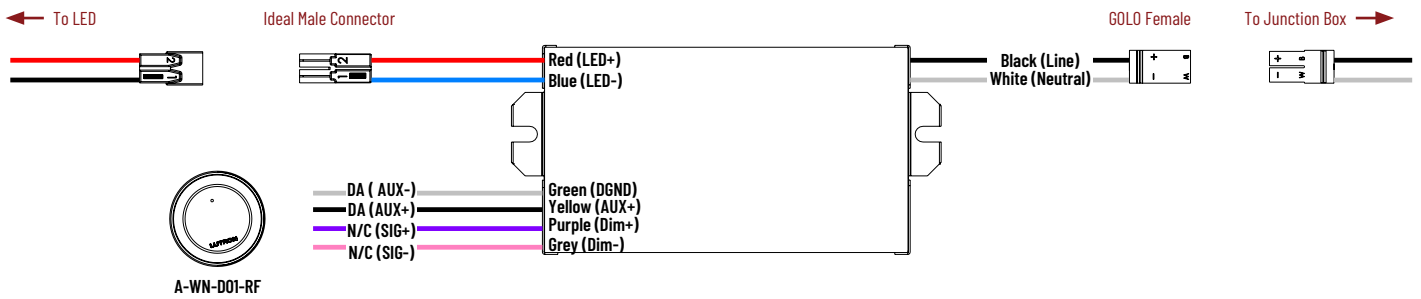 To LED
Ideal Male Connector
GOLO Female
To Junction Box
Red (LED+)
Blue (LED-)
Black (Line)
White (Neutral)
2
1
2
1
+ B
- W
+ B
- W
DA ( AUX-)
DA (AUX+)
N/C (SIG+)
N/C (SIG-)
Green (DGND)
Yellow (AUX+)
Purple (Dim+)
Grey (Dim-)
A-WN-D01-RF